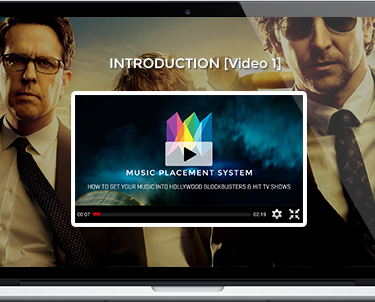 INTRODUCTION [Video 1]
MUSIC PLACEMENT SYSTEM
HOW TO GET YOUR MUSIC INTO HOLLYWOOD BLOCKBUSTERS & HIT TV SHOWS
00:07 02:19